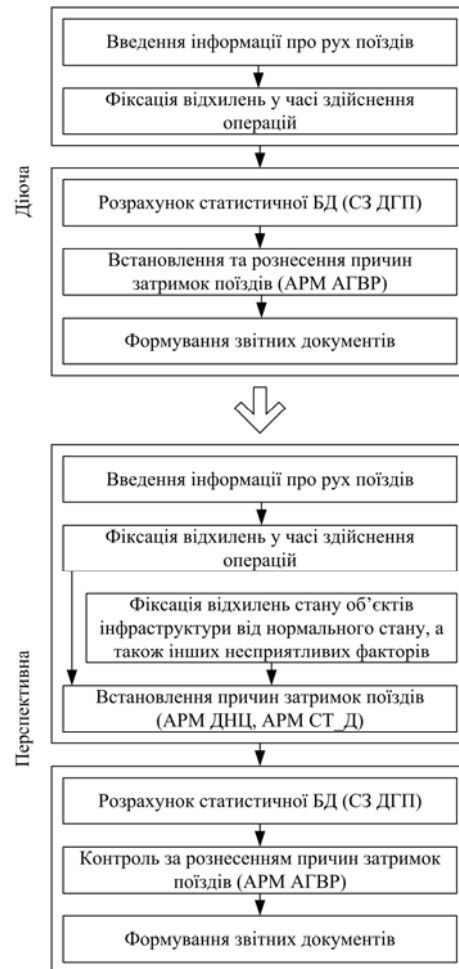 Діюча
Введення інформації про рух поїздів
Фіксація відхилень у часі здійснення
операцій
Розрахунок статистичної БД (СЗ ДГП)
Встановлення та рознесення причин
затримок поїздів (АРМ АГВР)
Формування звітних документів
Перспективна
Введення інформації про рух поїздів
Фіксація відхилень у часі здійснення
операцій
Фіксація відхилень стану об’єктів
інфраструктури від нормального стану, а
також інших несприятливих факторів
Встановлення причин затримок поїздів
(АРМ ДНЦ, АРМ СТ_Д)
Розрахунок статистичної БД (СЗ ДГП)
Контроль за рознесенням причин затримок
поїздів (АРМ АГВР)
Формування звітних документів